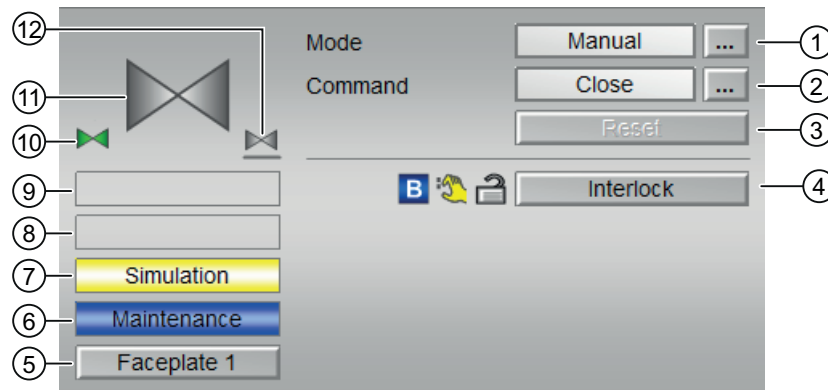 12
Mode Manual ... 1
11
Command Close ... 2
10
Reset 3
9
B Interlock 4
8
7 Simulation
6 Maintenance
5 Faceplate 1